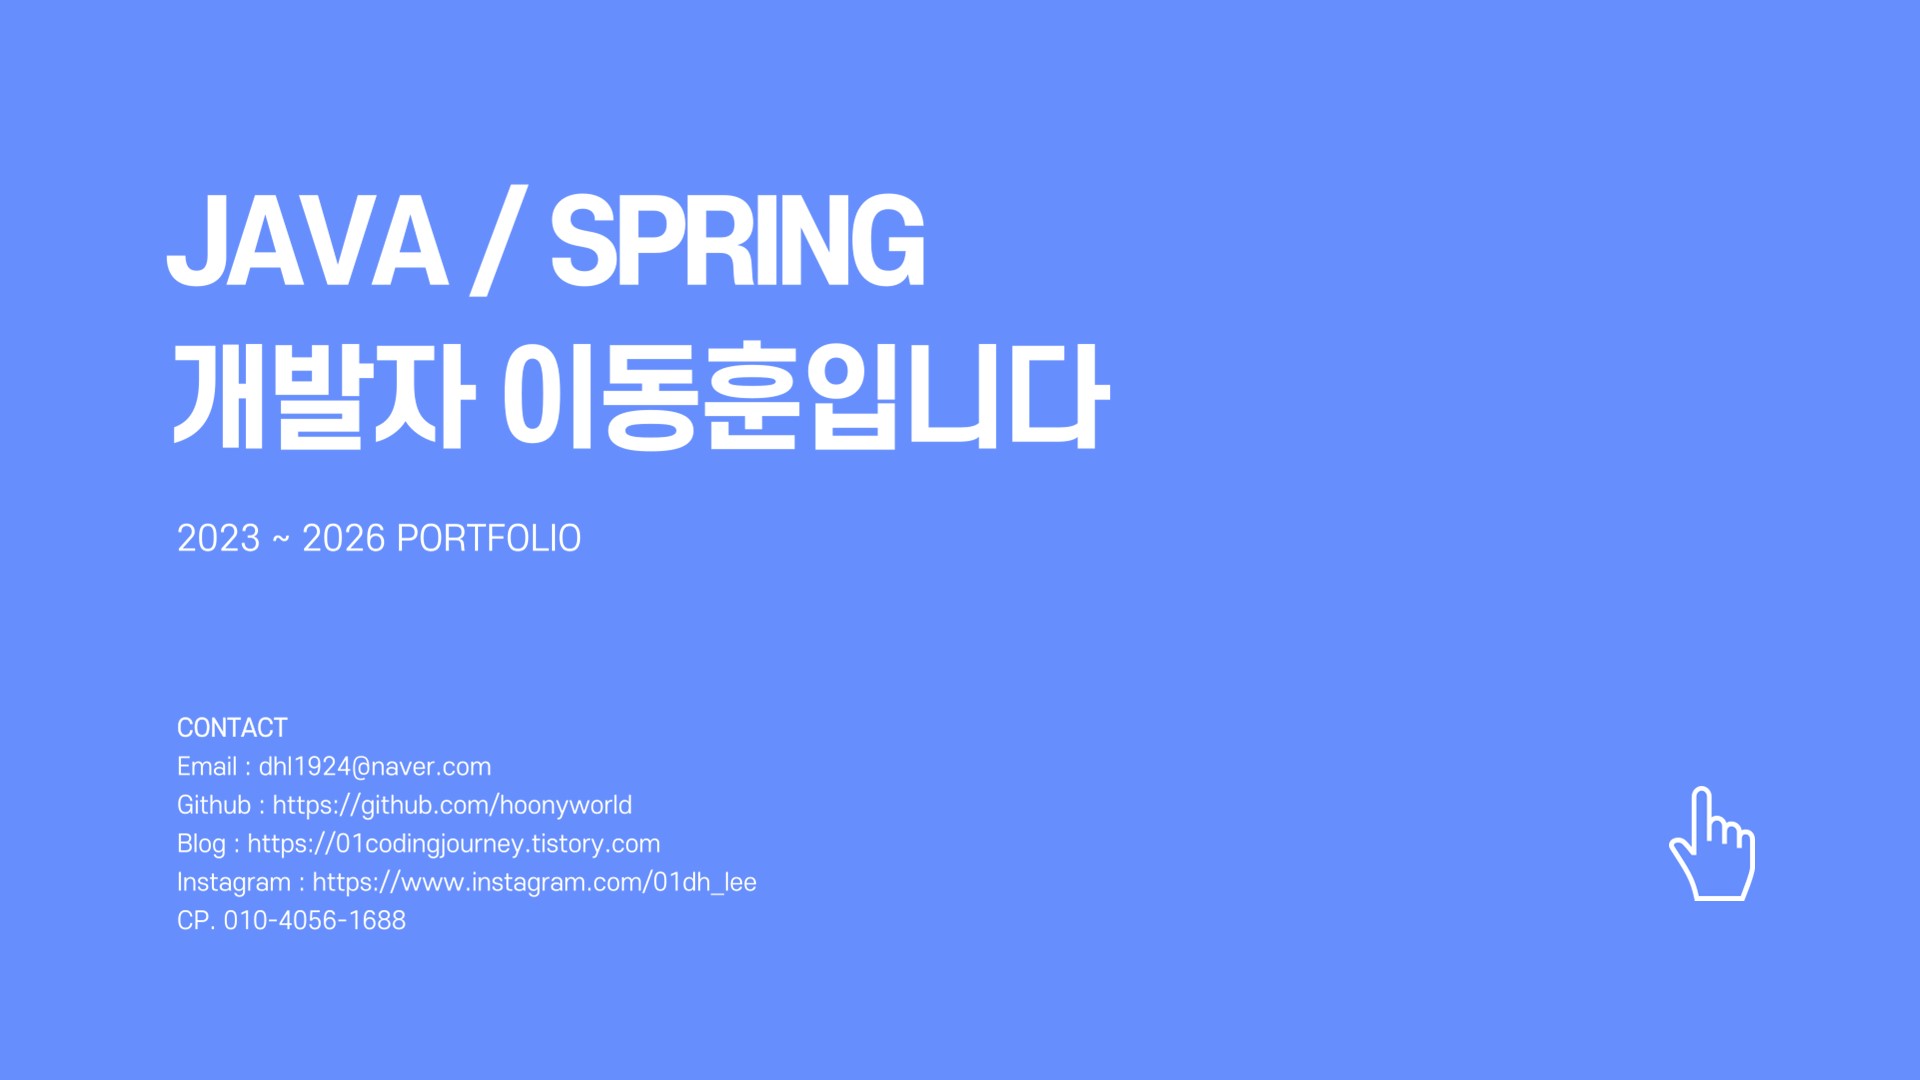 JAVA / SPRING
개발자 이동훈입니다
2023 ~ 2026 PORTFOLIO
CONTACT
Email : dhl1924@naver.com
Github : https://github.com/hoonyworld
Blog : https://01codingjourney.tistory.com
Instagram : https://www.instagram.com/01dh_lee
CP. 010-4056-1688